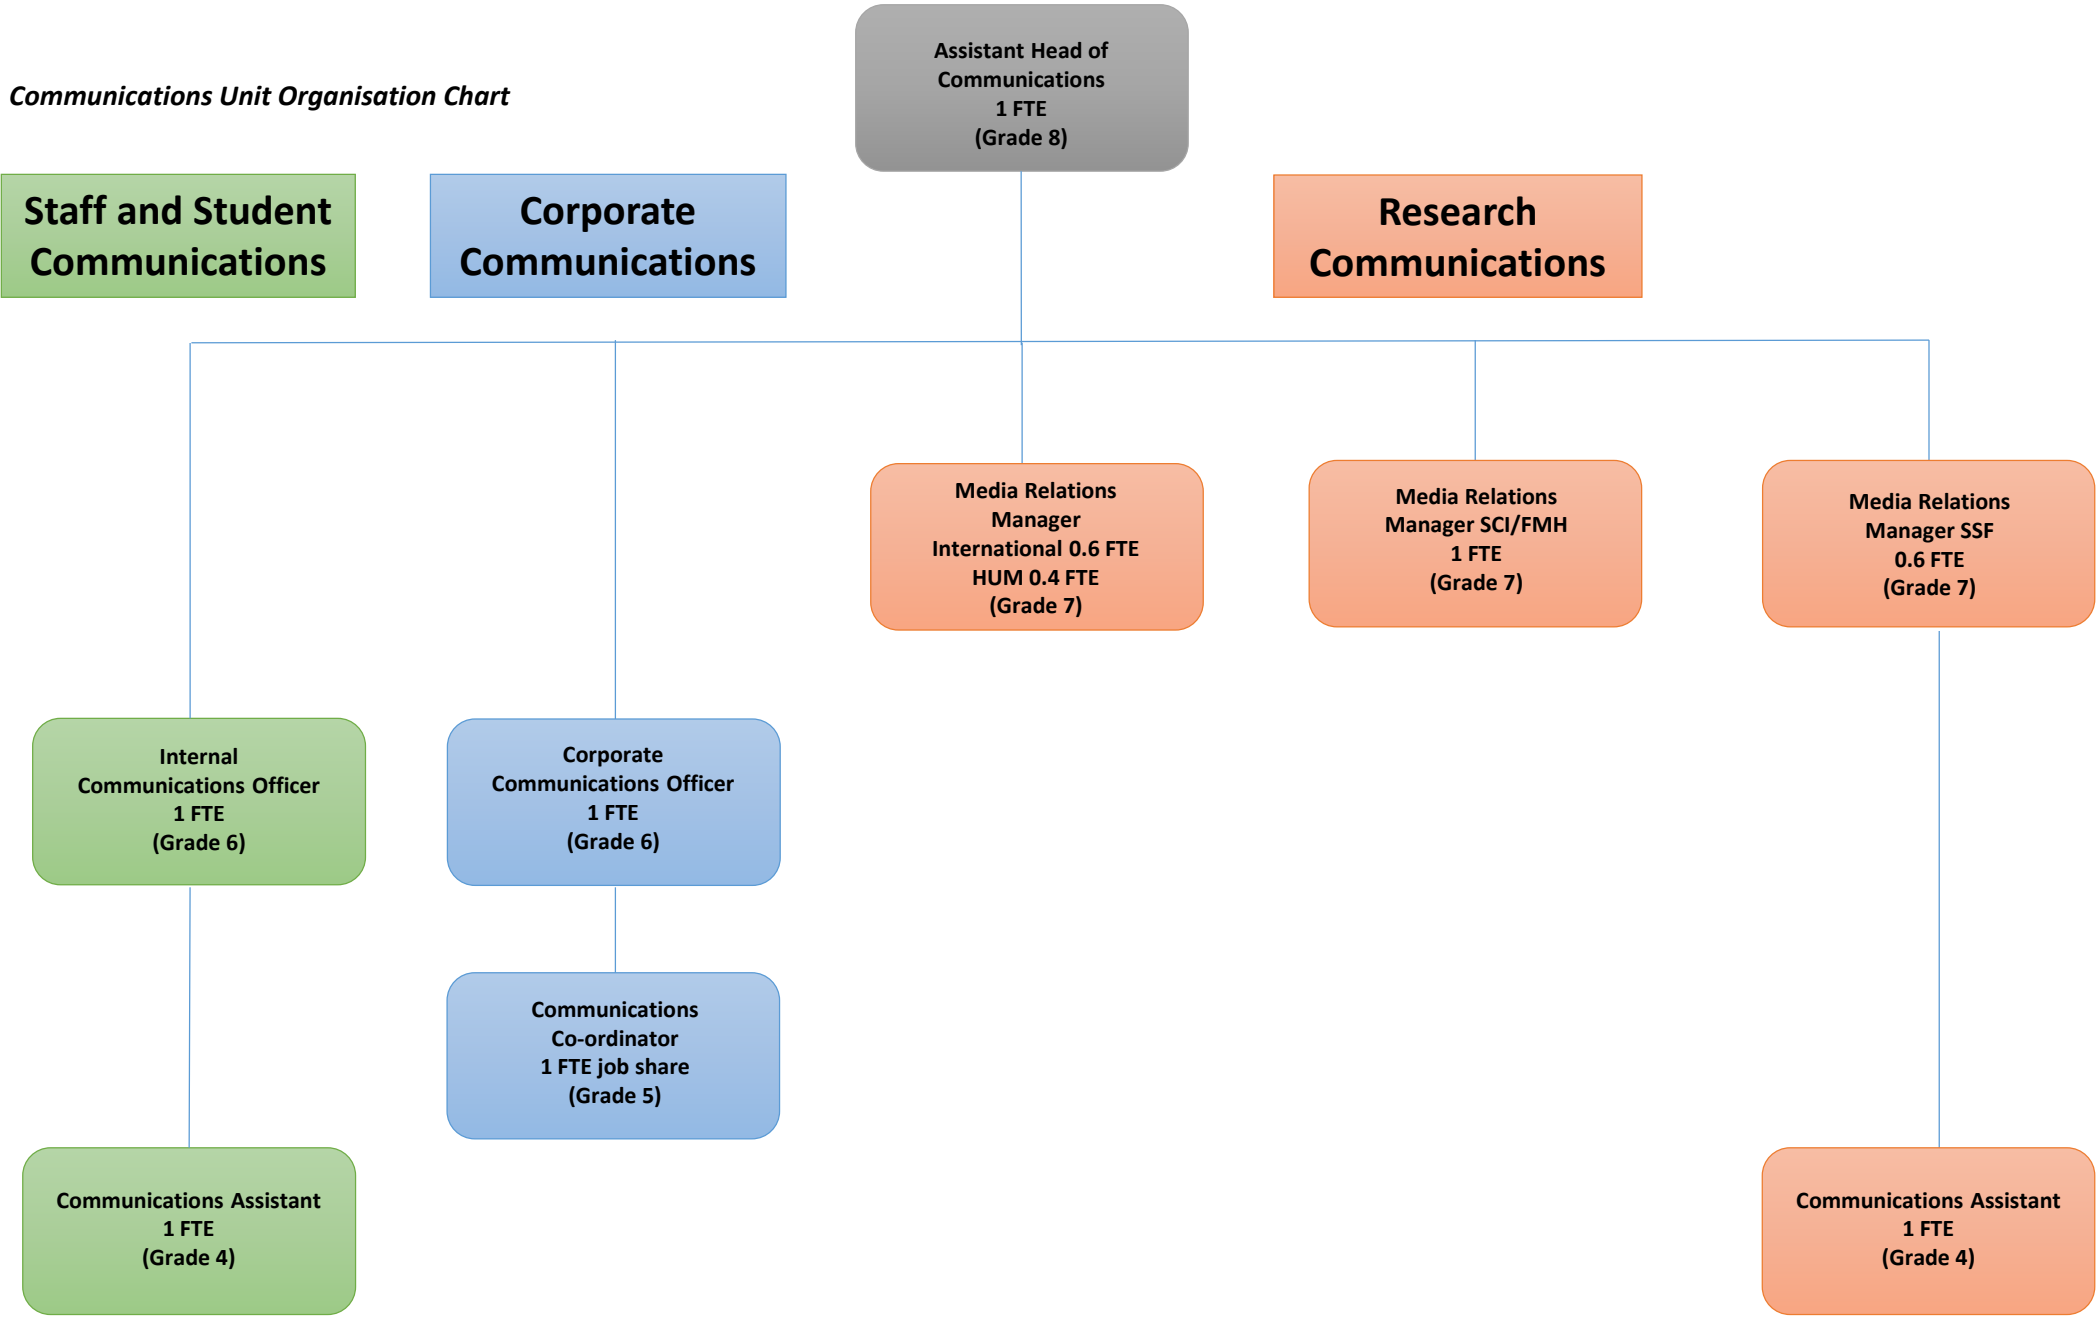 Assistant Head of
Communications
1 FTE
(Grade 8)
Communications Unit Organisation Chart
Staff and Student
Communications
Corporate
Communications
Research
Communications
Media Relations
Manager
International 0.6 FTE
HUM 0.4 FTE
(Grade 7)
Media Relations
Manager SCI/FMH
1 FTE
(Grade 7)
Media Relations
Manager SSF
0.6 FTE
(Grade 7)
Internal
Communications Officer
1 FTE
(Grade 6)
Corporate
Communications Officer
1 FTE
(Grade 6)
Communications
Co-ordinator
1 FTE job share
(Grade 5)
Communications Assistant
1 FTE
(Grade 4)
Communications Assistant
1 FTE
(Grade 4)